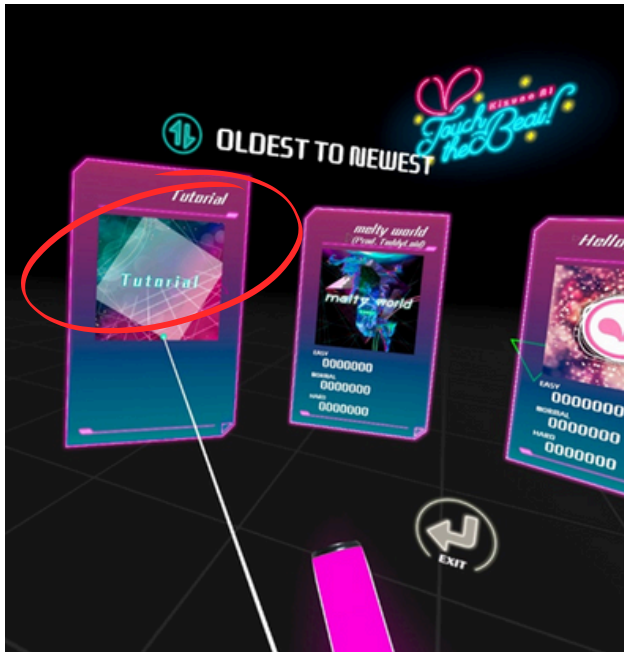 Kizuna AI
Touch
the Beat!
OLDEST TO NEWEST
Tutorial
Tutorial
melty world
(Prod. TeddyLoid)
melty world
EASY
0000000
NORMAL
0000000
HARD
0000000
Hello
EASY
0000000
NORMAL
0000000
HARD
0000000
EXIT